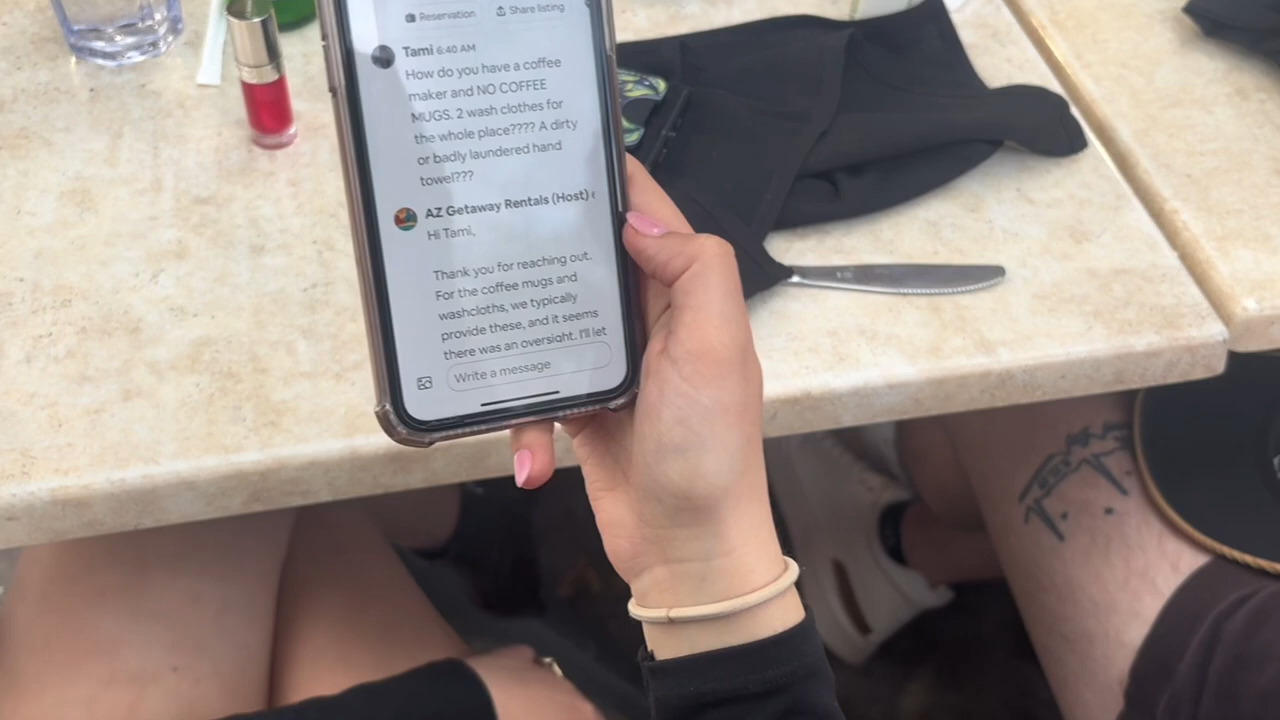 Reservation
Share listing
Tami 6:40 AM
How do you have a coffee
maker and NO COFFEE
MUGS. 2 wash clothes for
the whole place???? A dirty
or badly laundered hand
towel???
AZ Getaway Rentals (Host)
Hi Tami,
Thank you for reaching out.
For the coffee mugs and
washcloths, we typically
provide these, and it seems
there was an oversight. I'll let
Write a message